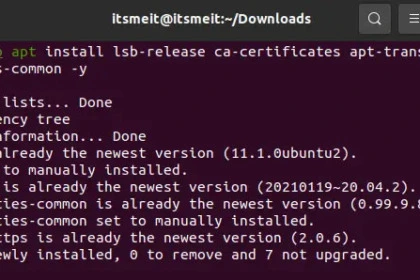 itsmeit@itsmeit:~/Downloads
apt install lsb-release ca-certificates apt-trans
s-common -y
lists... Done
ency tree
nformation... Done
already the newest version (11.1.0ubuntu2).
to manually installed.
is already the newest version (20210119~20.04.2).
ties-common is already the newest version (0.99.9.8
ties-common set to manually installed.
ttps is already the newest version (2.0.6).
ewly installed, 0 to remove and 7 not upgraded.